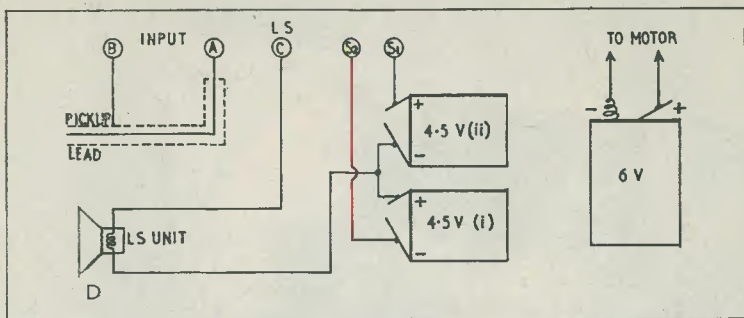 INPUT
LS
B
A
C
S2
S1
TO MOTOR
PICKUP
LEAD
+
4·5 V (ii)
-
- +
6 V
+
4·5 V (i)
-
LS UNIT
D